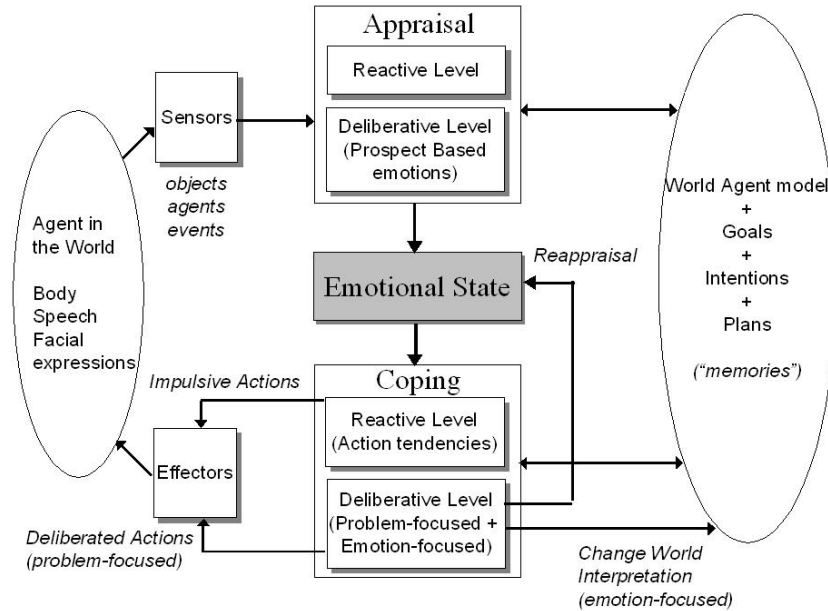 Appraisal
Reactive Level
Deliberative Level
(Prospect Based
emotions)
Sensors
objects
agents
events
Agent in
the World
Body
Speech
Facial
expressions
World Agent model
+
Goals
+
Intentions
+
Plans
("memories")
Reappraisal
Emotional State
Impulsive Actions
Coping
Reactive Level
(Action tendencies)
Effectors
Deliberative Level
(Problem-focused +
Emotion-focused)
Deliberated Actions
(problem-focused)
Change World
Interpretation
(emotion-focused)